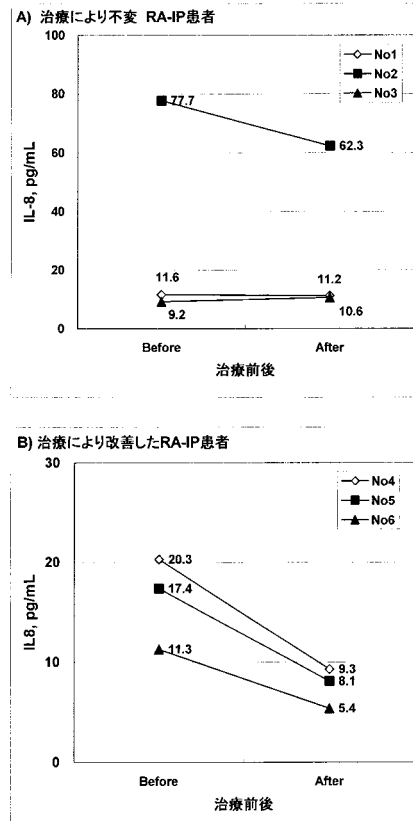 A) 治療により不変 RA-IP患者
No1
No2
No3
100
80
60
40
20
0
IL-8, pg/mL
77.7
62.3
11.6
11.2
9.2
10.6
Before
After
治療前後
B) 治療により改善したRA-IP患者
No4
No5
No6
30
20
10
0
IL8, pg/mL
20.3
17.4
11.3
9.3
8.1
5.4
Before
After
治療前後